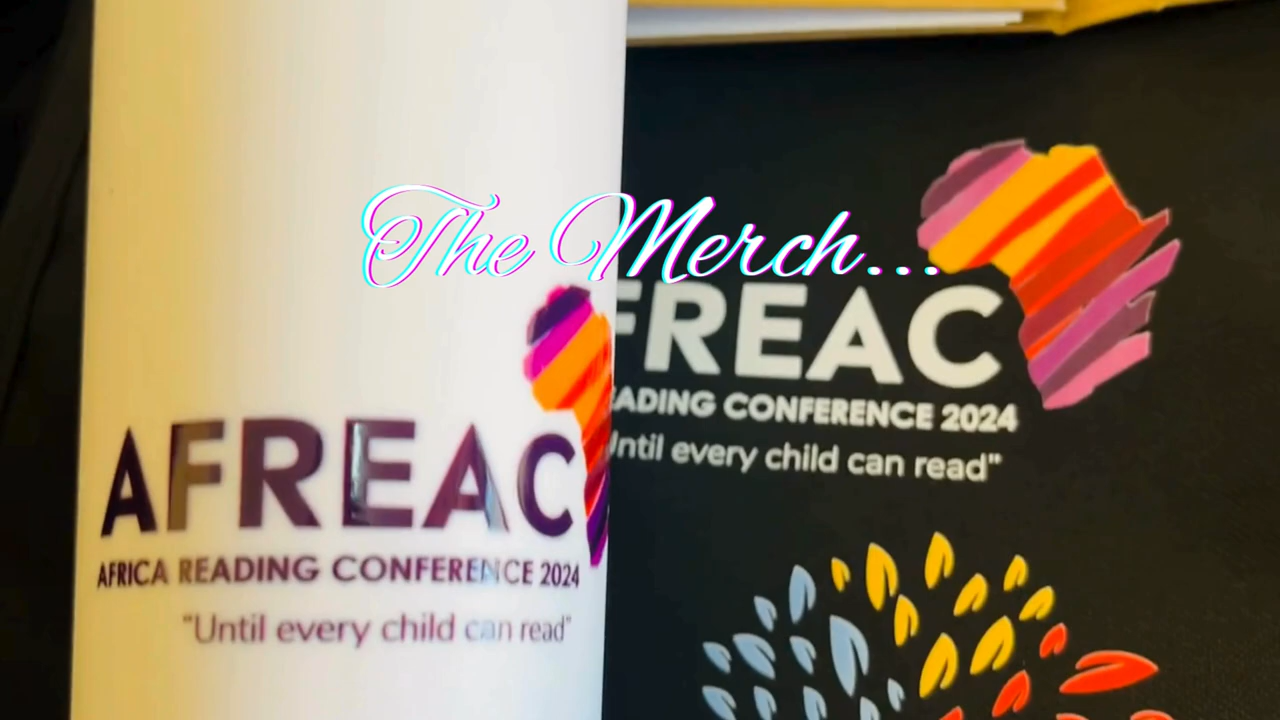 The Merch...
AFREAC
AFRICA READING CONFERENCE 2024
"Until every child can read"
FREAC
READING CONFERENCE 2024
Until every child can read"